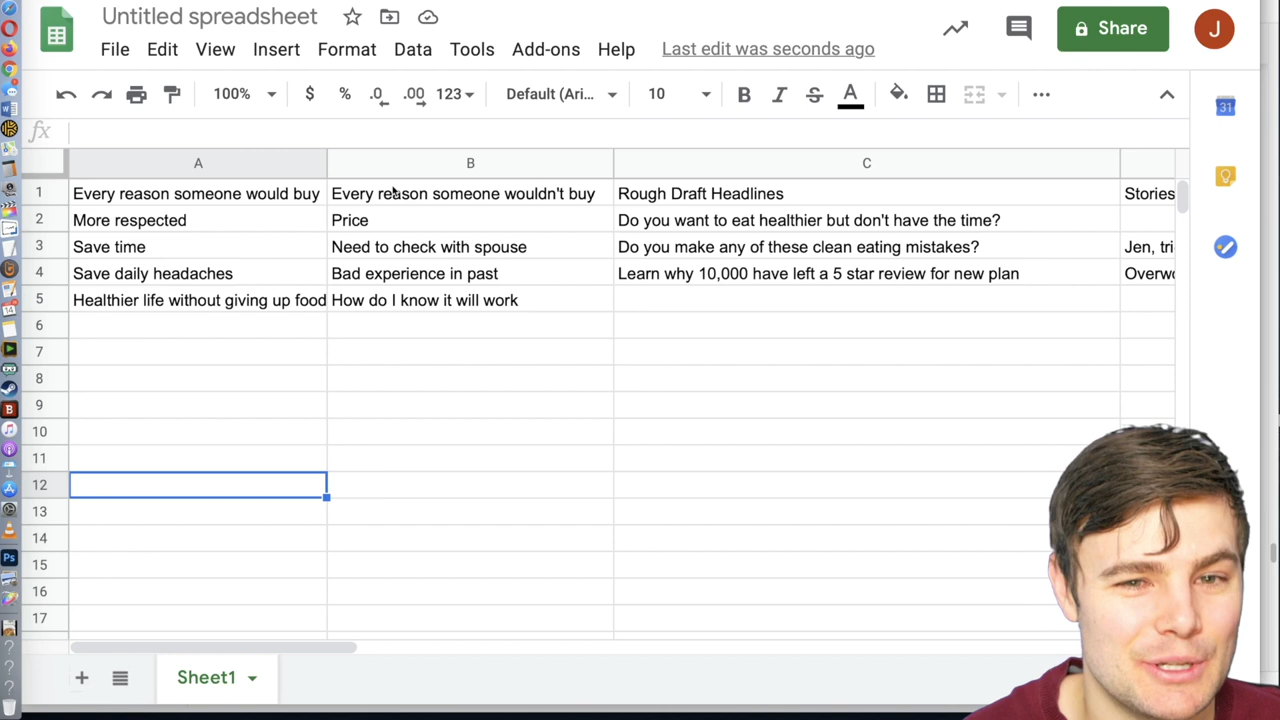 Untitled spreadsheet
File Edit View Insert Format Data Tools Add-ons Help Last edit was seconds ago
Share
J
100% $ % .0 .00 123 Default (Ari... 10 B I S A ...
31
fx
A B C
1 Every reason someone would buy Every reason someone wouldn't buy Rough Draft Headlines Stories
2 More respected Price Do you want to eat healthier but don't have the time?
3 Save time Need to check with spouse Do you make any of these clean eating mistakes? Jen, tri
4 Save daily headaches Bad experience in past Learn why 10,000 have left a 5 star review for new plan Overwo
5 Healthier life without giving up food How do I know it will work
6
7
8
9
10
11
12
13
14
15
16
17
+ Sheet1
Ps